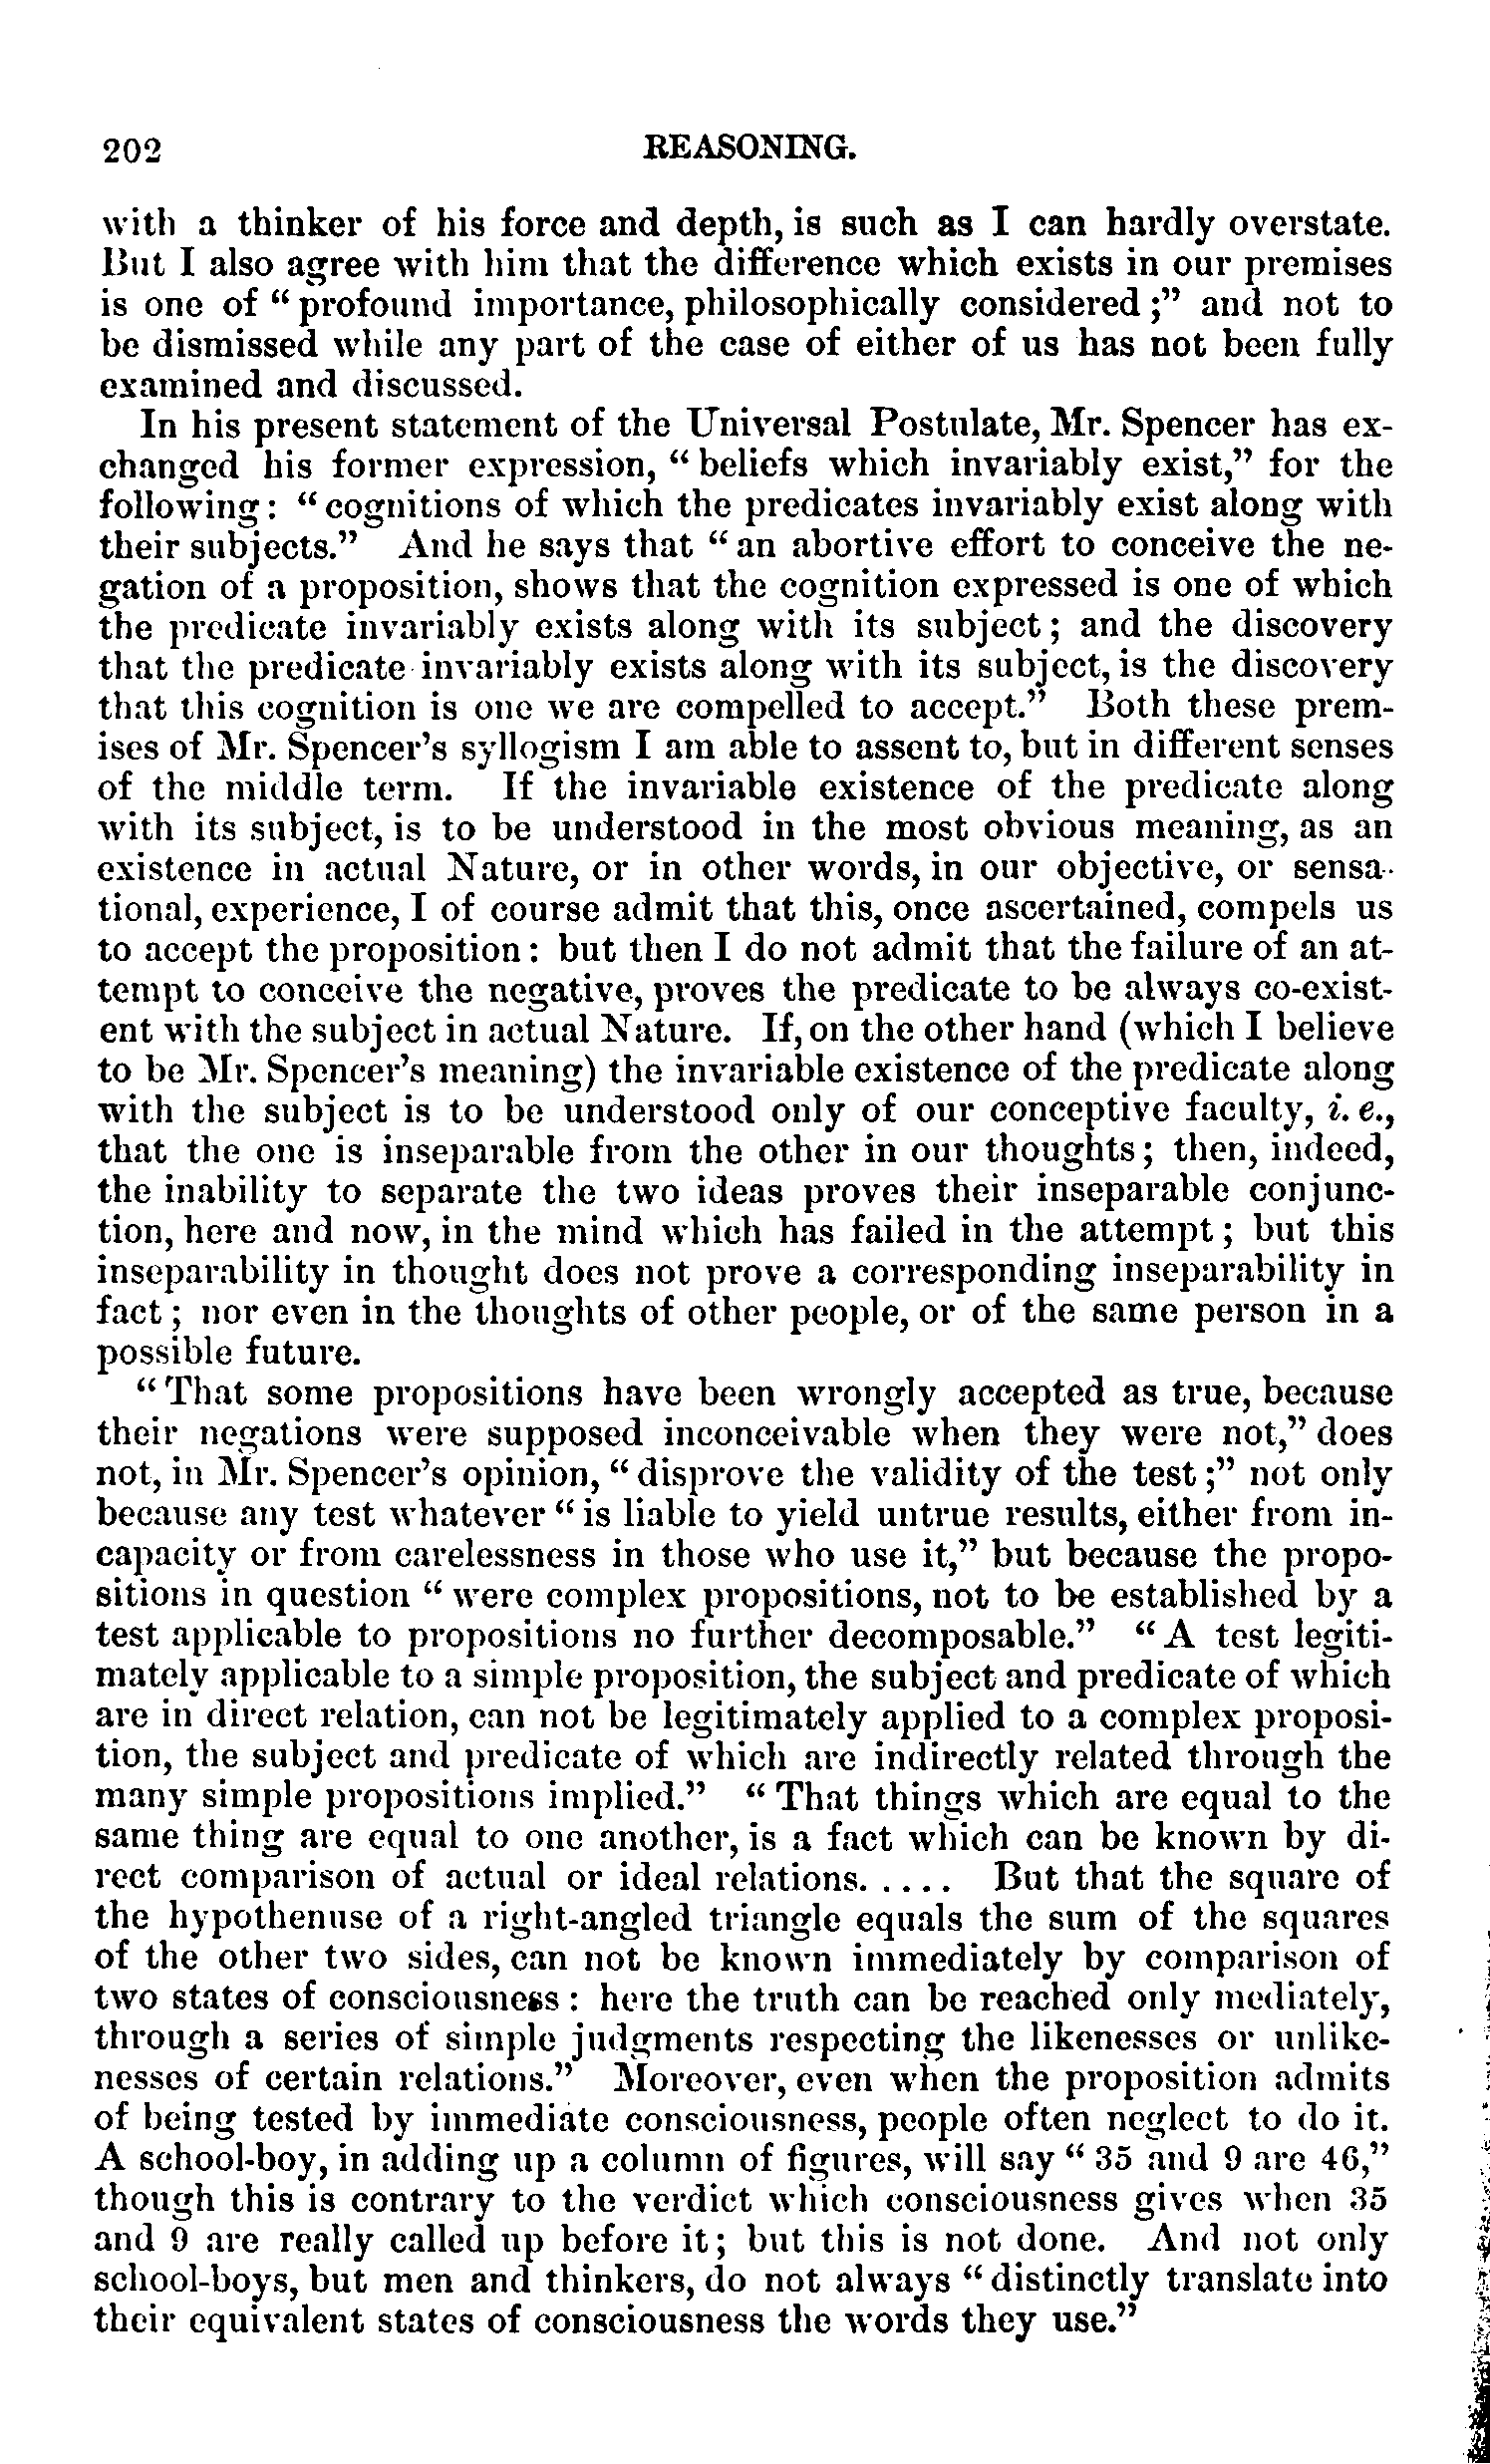 202 REASONING.
with a thinker of his force and depth, is such as I can hardly overstate.
But I also agree with him that the difference which exists in our premises
is one of “profound importance, philosophically considered;” and not to
be dismissed while any part of the case of either of us has not been fully
examined and discussed.
In his present statement of the Universal Postulate, Mr. Spencer has ex-
changed his former expression, “beliefs which invariably exist,” for the
following: “cognitions of which the predicates invariably exist along with
their subjects.” And he says that “an abortive effort to conceive the ne-
gation of a proposition, shows that the cognition expressed is one of which
the predicate invariably exists along with its subject; and the discovery
that the predicate invariably exists along with its subject, is the discovery
that this cognition is one we are compelled to accept.” Both these prem-
ises of Mr. Spencer's syllogism I am able to assent to, but in different senses
of the middle term. If the invariable existence of the predicate along
with its subject, is to be understood in the most obvious meaning, as an
existence in actual Nature, or in other words, in our objective, or sensa-
tional, experience, I of course admit that this, once ascertained, compels us
to accept the proposition: but then I do not admit that the failure of an at-
tempt to conceive the negative, proves the predicate to be always co-exist-
ent with the subject in actual Nature. If, on the other hand (which I believe
to be Mr. Spencer's meaning) the invariable existence of the predicate along
with the subject is to be understood only of our conceptive faculty, i. e.,
that the one is inseparable from the other in our thoughts; then, indeed,
the inability to separate the two ideas proves their inseparable conjunc-
tion, here and now, in the mind which has failed in the attempt; but this
inseparability in thought does not prove a corresponding inseparability in
fact; nor even in the thoughts of other people, or of the same person in a
possible future.
“That some propositions have been wrongly accepted as true, because
their negations were supposed inconceivable when they were not,” does
not, in Mr. Spencer's opinion, “disprove the validity of the test;” not only
because any test whatever “is liable to yield untrue results, either from in-
capacity or from carelessness in those who use it,” but because the propo-
sitions in question “were complex propositions, not to be established by a
test applicable to propositions no further decomposable.” “A test legiti-
mately applicable to a simple proposition, the subject and predicate of which
are in direct relation, can not be legitimately applied to a complex proposi-
tion, the subject and predicate of which are indirectly related through the
many simple propositions implied.” “That things which are equal to the
same thing are equal to one another, is a fact which can be known by di-
rect comparison of actual or ideal relations. .... But that the square of
the hypothenuse of a right-angled triangle equals the sum of the squares
of the other two sides, can not be known immediately by comparison of
two states of consciousness: here the truth can be reached only mediately,
through a series of simple judgments respecting the likenesses or unlike-
nesses of certain relations.” Moreover, even when the proposition admits
of being tested by immediate consciousness, people often neglect to do it.
A school-boy, in adding up a column of figures, will say “35 and 9 are 46,”
though this is contrary to the verdict which consciousness gives when 35
and 9 are really called up before it; but this is not done. And not only
school-boys, but men and thinkers, do not always “distinctly translate into
their equivalent states of consciousness the words they use.”